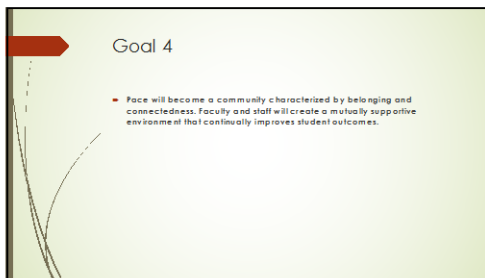 Goal 4
Pace will become a community characterized by belonging and
connectedness. Faculty and staff will create a mutually supportive
environment that continually improves student outcomes.